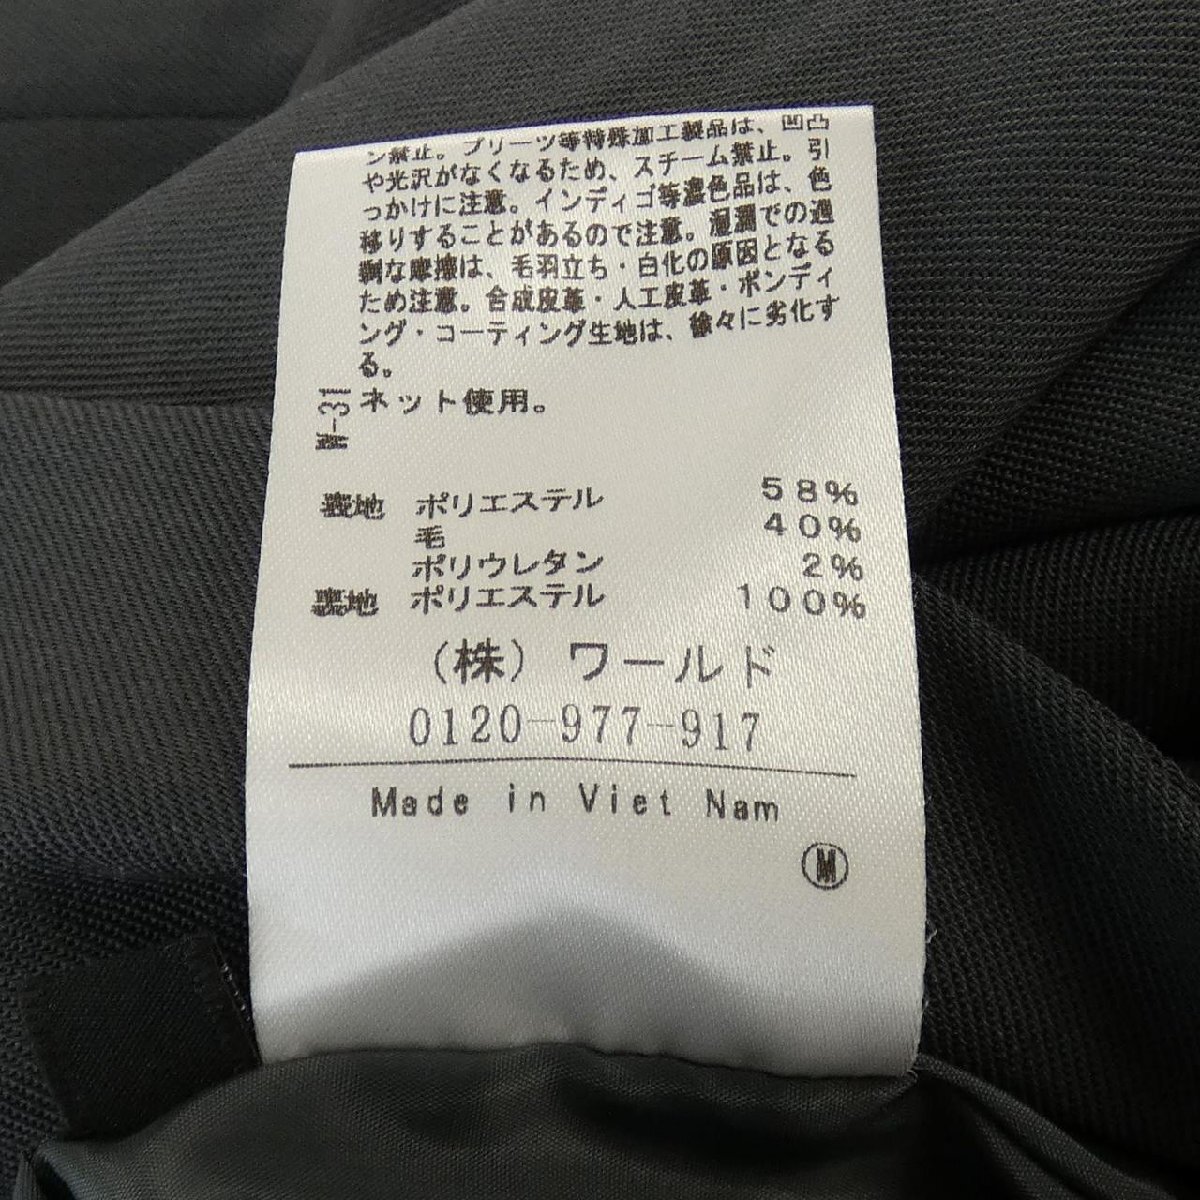 ン禁止。プリーツ等特殊加工製品は、凹凸
や光沢がなくなるため、スチーム禁止。引
っかけに注意。インディゴ等濃色品は、色
移りすることがあるので注意。湿潤での過
剰な摩擦は、毛羽立ち・白化の原因となる
ため注意。合成皮革・人工皮革・ボンディ
ング・コーティング生地は、徐々に劣化す
る。
W-31
ネット使用。
表地 ポリエステル 58%
毛 40%
ポリウレタン 2%
裏地 ポリエステル 100%
(株) ワールド
0120-977-917
Made in Viet Nam
M